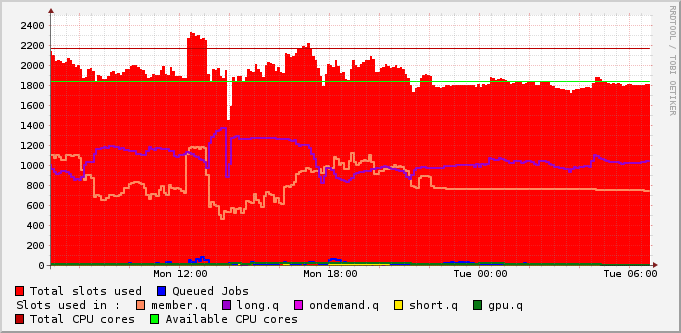 RRDTOOL / TOBI OETIKER
2400
2200
2000
1800
1600
1400
1200
1000
800
600
400
200
0
Mon 12:00 Mon 18:00 Tue 00:00 Tue 06:00
Total slots used Queued Jobs
Slots used in : member.q long.q ondemand.q short.q gpu.q
Total CPU cores Available CPU cores